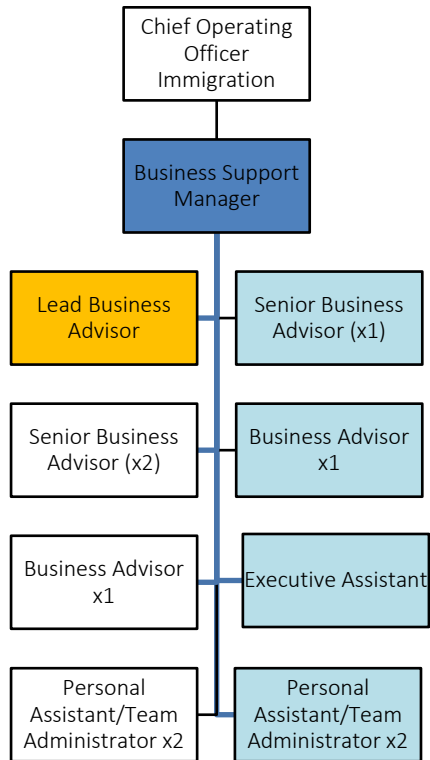 Chief Operating
Officer
Immigration
Business Support
Manager
Lead Business
Advisor
Senior Business
Advisor (x1)
Senior Business
Advisor (x2)
Business Advisor
x1
Business Advisor
x1
Executive Assistant
Personal
Assistant/Team
Administrator x2
Personal
Assistant/Team
Administrator x2